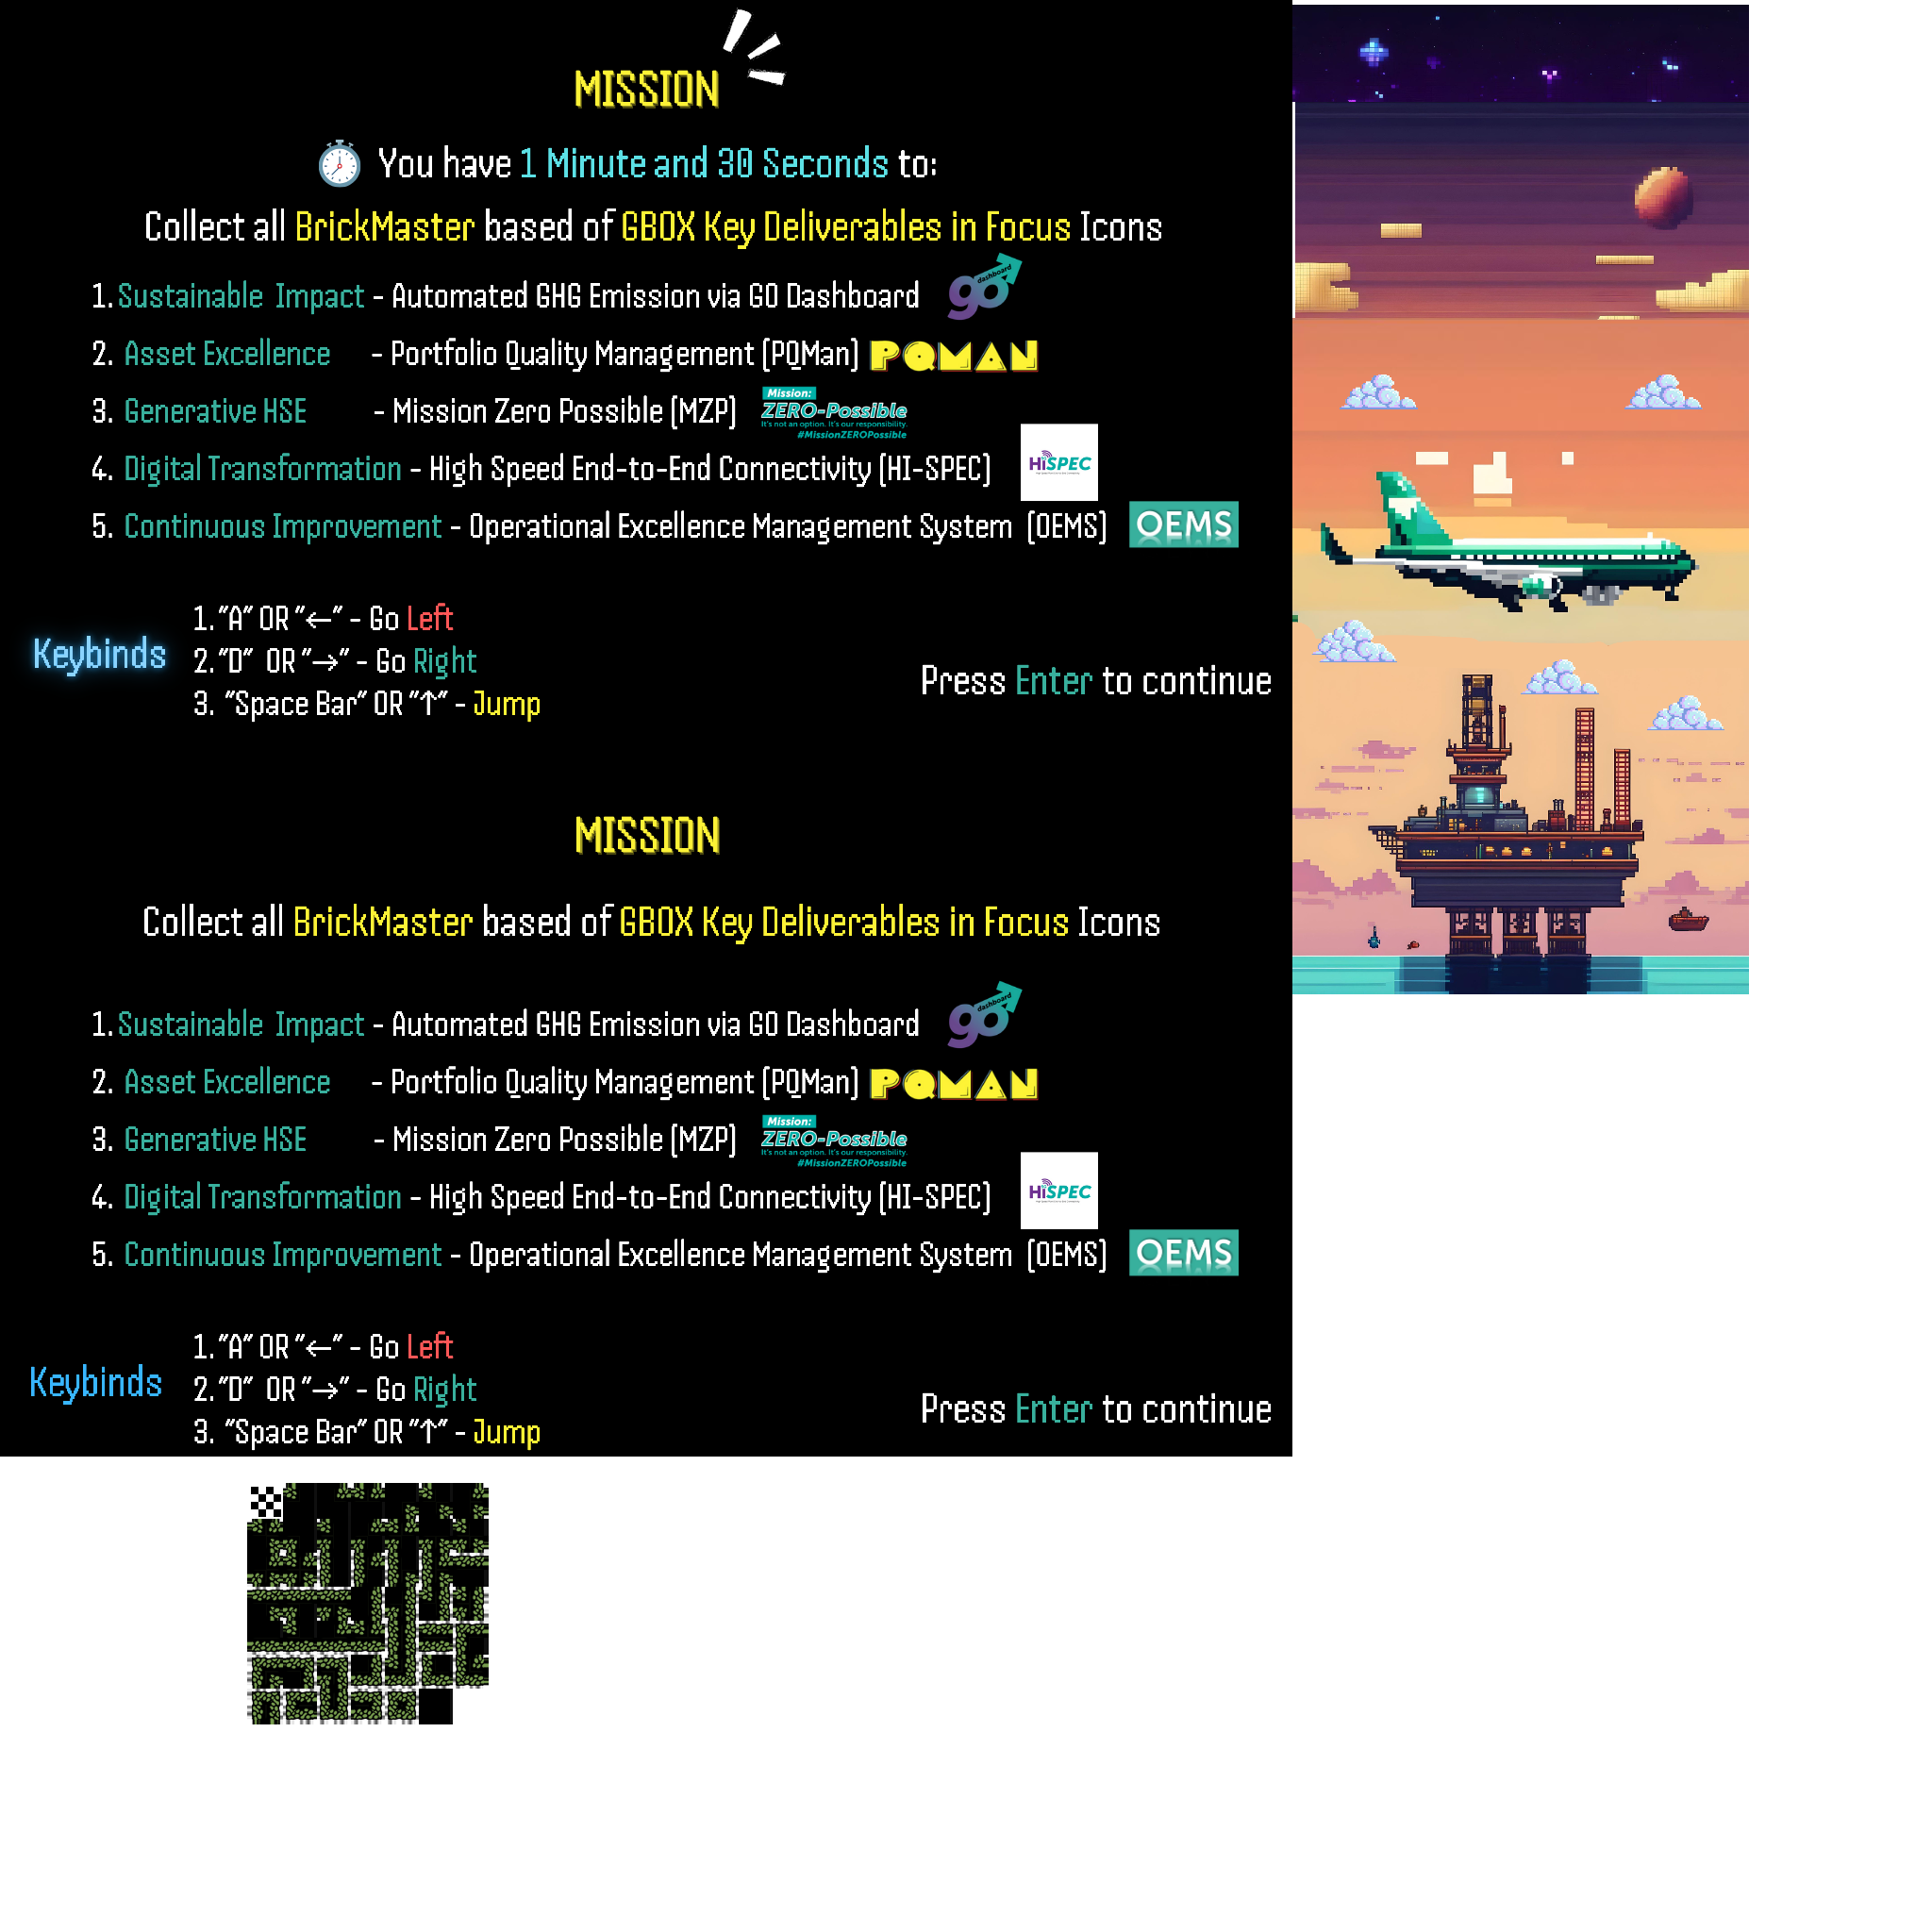 MISSION
You have 1 Minute and 30 Seconds to:
Collect all BrickMaster based of GBOX Key Deliverables in Focus Icons
1. Sustainable Impact - Automated GHG Emission via GO Dashboard go dashboard
2. Asset Excellence - Portfolio Quality Management (PQMan) PQMAN
3. Generative HSE - Mission Zero Possible (MZP) Mission:
ZERO-Possible
It's not an option. It's our responsibility.
#MissionZEROPossible
4. Digital Transformation - High Speed End-to-End Connectivity (HI-SPEC) HiSPEC
5. Continuous Improvement - Operational Excellence Management System (OEMS) OEMS
Keybinds
1. "A" OR "←" - Go Left
2. "D" OR "→" - Go Right
3. "Space Bar" OR "↑" - Jump
Press Enter to continue
MISSION
Collect all BrickMaster based of GBOX Key Deliverables in Focus Icons
1. Sustainable Impact - Automated GHG Emission via GO Dashboard go dashboard
2. Asset Excellence - Portfolio Quality Management (PQMan) PQMAN
3. Generative HSE - Mission Zero Possible (MZP) Mission:
ZERO-Possible
It's not an option. It's our responsibility.
#MissionZEROPossible
4. Digital Transformation - High Speed End-to-End Connectivity (HI-SPEC) HiSPEC
5. Continuous Improvement - Operational Excellence Management System (OEMS) OEMS
Keybinds
1. "A" OR "←" - Go Left
2. "D" OR "→" - Go Right
3. "Space Bar" OR "↑" - Jump
Press Enter to continue